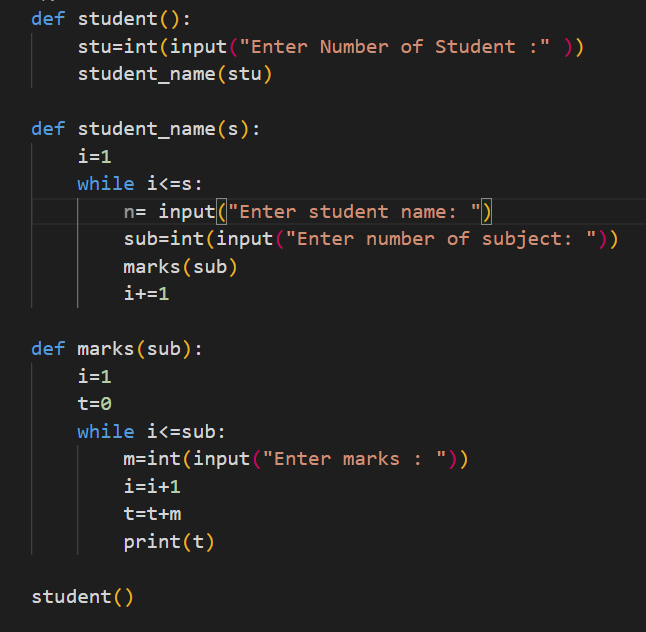 def student():
    stu=int(input("Enter Number of Student :" ))
    student_name(stu)

def student_name(s):
    i=1
    while i<=s:
        n= input("Enter student name: ")
        sub=int(input("Enter number of subject: "))
        marks(sub)
        i+=1

def marks(sub):
    i=1
    t=0
    while i<=sub:
        m=int(input("Enter marks : "))
        i=i+1
        t=t+m
        print(t)

student()